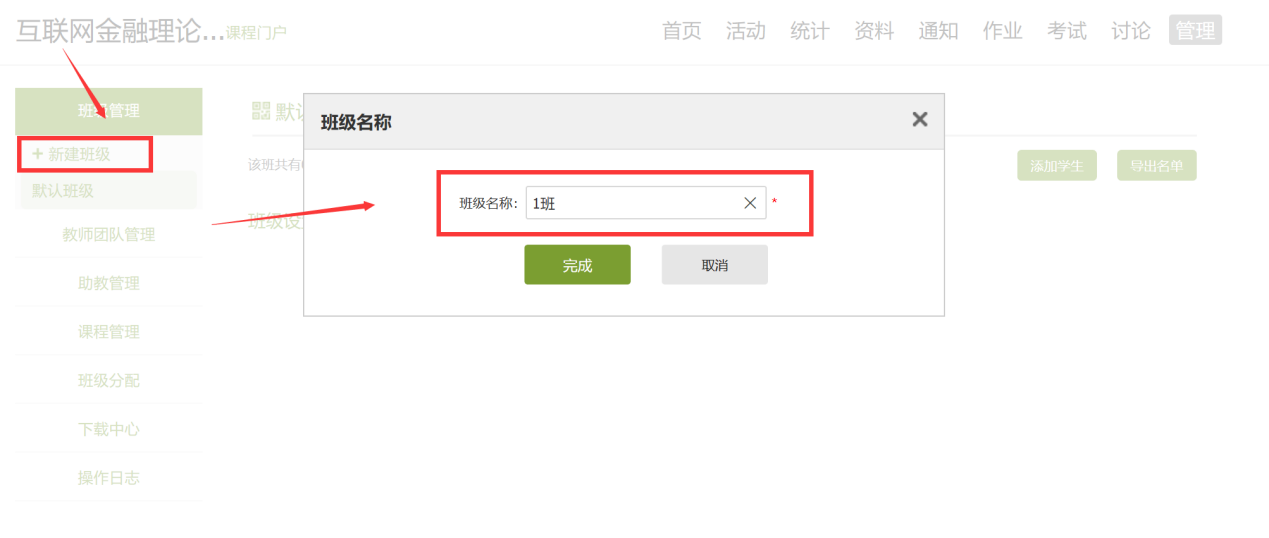 互联网金融理论...课程门户
首页 活动 统计 资料 通知 作业 考试 讨论 管理
班级管理
+ 新建班级
默认班级
教师团队管理
助教管理
课程管理
班级分配
下载中心
操作日志
默认
该班共有
班级设
添加学生 导出名单
班级名称
班级名称： 1班 *
完成 取消